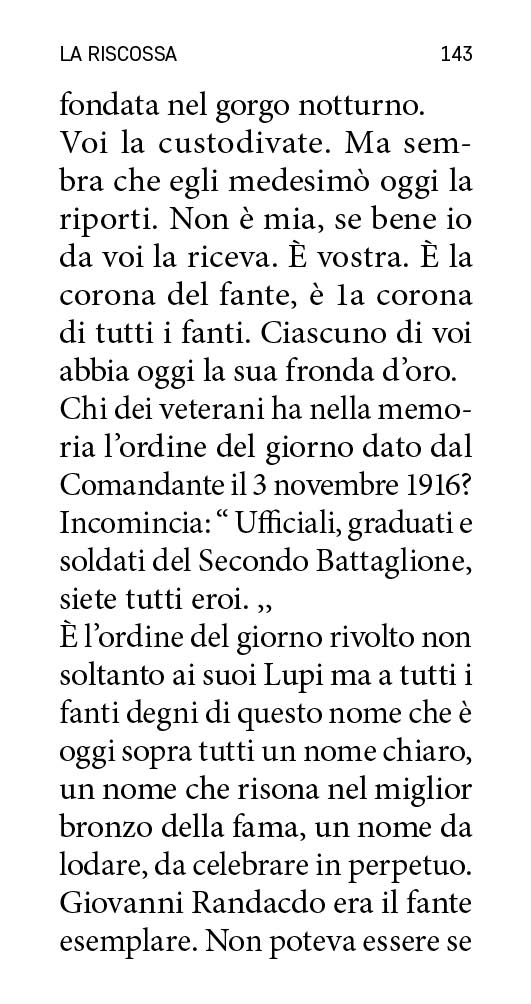 LA RISCOSSA 143
fondata nel gorgo notturno.
Voi la custodivate. Ma sem-
bra che egli medesimò oggi la
riporti. Non è mia, se bene io
da voi la riceva. È vostra. È la
corona del fante, è 1a corona
di tutti i fanti. Ciascuno di voi
abbia oggi la sua fronda d’oro.
Chi dei veterani ha nella memo-
ria l’ordine del giorno dato dal
Comandante il 3 novembre 1916?
Incomincia: “ Ufficiali, graduati e
soldati del Secondo Battaglione,
siete tutti eroi. ,,
È l’ordine del giorno rivolto non
soltanto ai suoi Lupi ma a tutti i
fanti degni di questo nome che è
oggi sopra tutti un nome chiaro,
un nome che risona nel miglior
bronzo della fama, un nome da
lodare, da celebrare in perpetuo.
Giovanni Randacdo era il fante
esemplare. Non poteva essere se